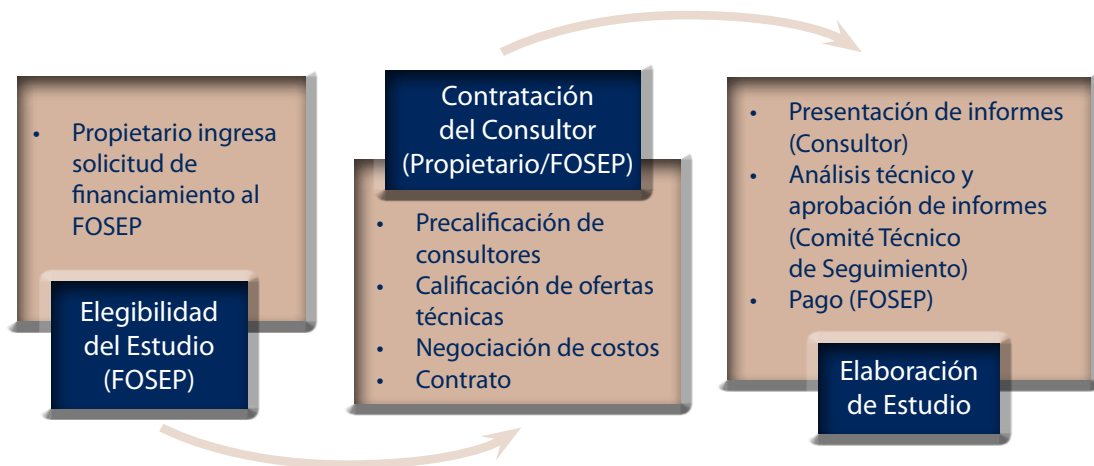 • Propietario ingresa
solicitud de
financiamiento al
FOSEP
Elegibilidad
del Estudio
(FOSEP)
Contratación
del Consultor
(Propietario/FOSEP)
• Precalificación de
consultores
• Calificación de ofertas
técnicas
• Negociación de costos
• Contrato
• Presentación de informes
(Consultor)
• Análisis técnico y
aprobación de informes
(Comité Técnico
de Seguimiento)
• Pago (FOSEP)
Elaboración
de Estudio